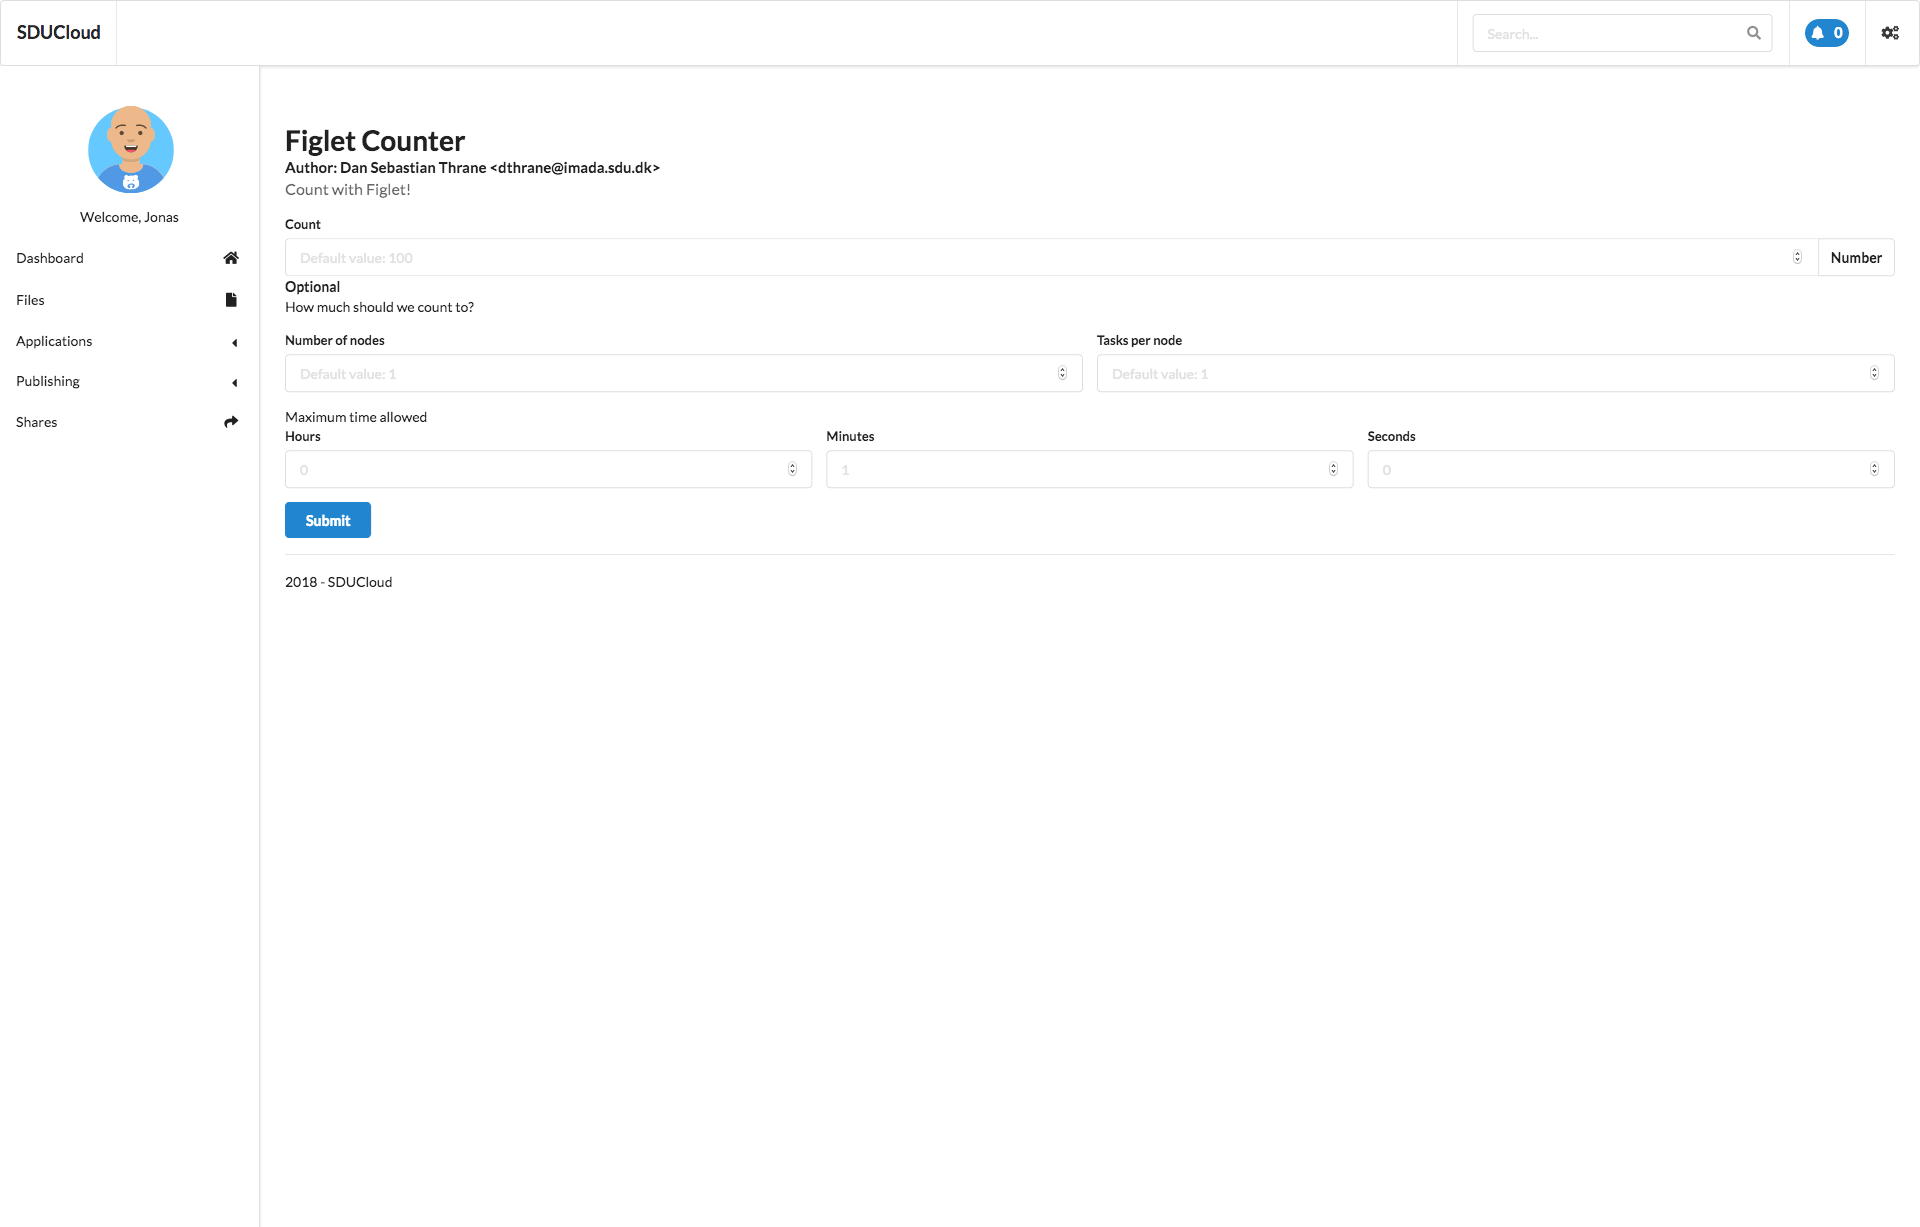 SDUCloud
Search...
0
Welcome, Jonas
Dashboard
Files
Applications
Publishing
Shares
Figlet Counter
Author: Dan Sebastian Thrane <dthrane@imada.sdu.dk>
Count with Figlet!
Count
Default value: 100
Number
Optional
How much should we count to?
Number of nodes
Tasks per node
Default value: 1
Default value: 1
Maximum time allowed
Hours
Minutes
Seconds
0
1
0
Submit
2018 - SDUCloud